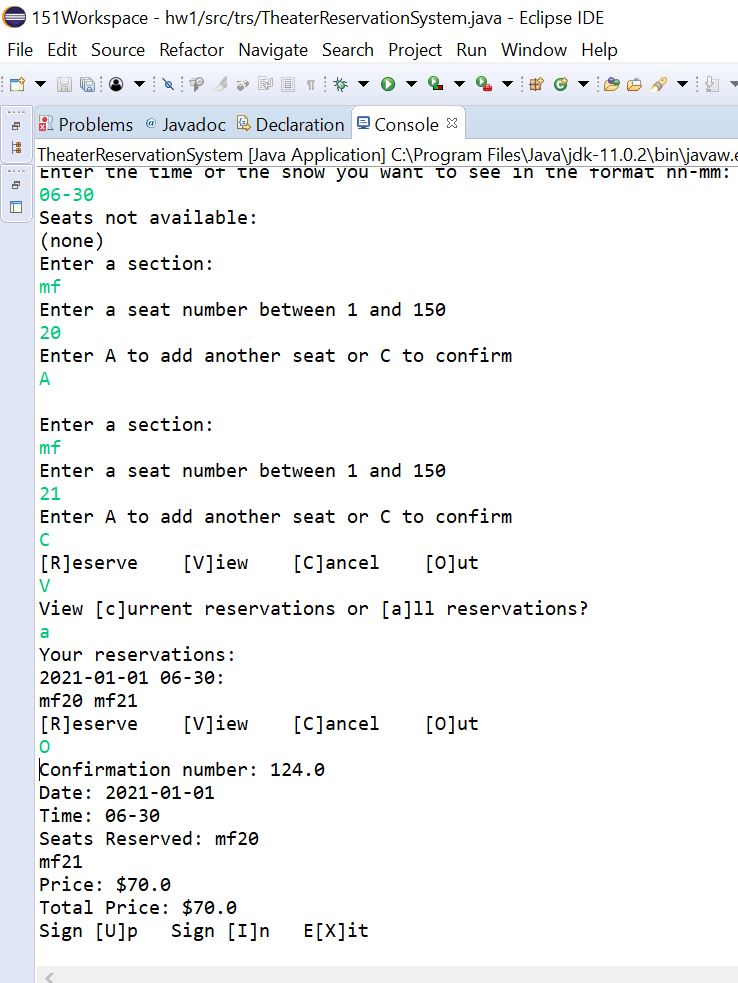 151Workspace - hw1/src/trs/TheaterReservationSystem.java - Eclipse IDE
File Edit Source Refactor Navigate Search Project Run Window Help
Problems @ Javadoc Declaration Console
TheaterReservationSystem [Java Application] C:\Program Files\Java\jdk-11.0.2\bin\javaw.e
Enter the time of the show you want to see in the format hh-mm:
06-30
Seats not available:
(none)
Enter a section:
mf
Enter a seat number between 1 and 150
20
Enter A to add another seat or C to confirm
A
Enter a section:
mf
Enter a seat number between 1 and 150
21
Enter A to add another seat or C to confirm
C
[R]eserve [V]iew [C]ancel [O]ut
V
View [c]urrent reservations or [a]ll reservations?
a
Your reservations:
2021-01-01 06-30:
mf20 mf21
[R]eserve [V]iew [C]ancel [O]ut
O
Confirmation number: 124.0
Date: 2021-01-01
Time: 06-30
Seats Reserved: mf20
mf21
Price: $70.0
Total Price: $70.0
Sign [U]p Sign [I]n E[X]it